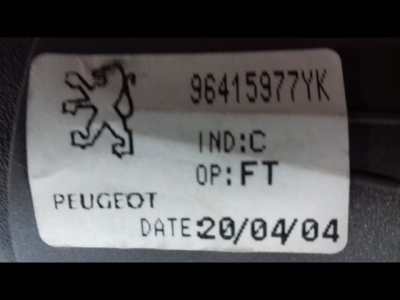 96415977YK
IND:C
OP:FT
PEUGEOT
DATE:20/04/04